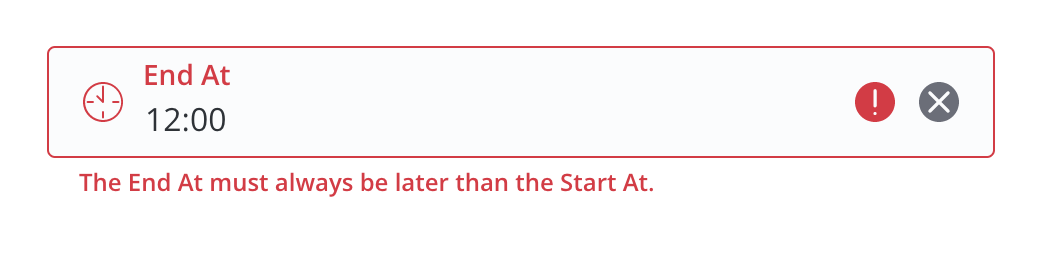 End At
12:00
The End At must always be later than the Start At.